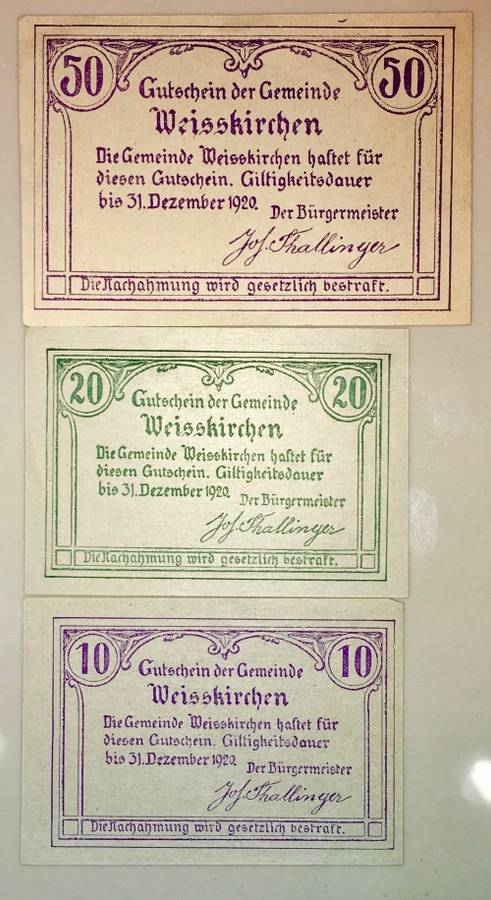 50 50
Gutschein der Gemeinde
Weisskirchen
Die Gemeinde Weisskirchen haftet für
diesen Gutschein. Giltigkeitsdauer
bis 31. Dezember 1920.
Der Bürgermeister
Jos. Thallinger
Die Nachahmung wird gesetzlich bestraft.
20 20
Gutschein der Gemeinde
Weisskirchen
Die Gemeinde Weisskirchen haftet für
diesen Gutschein. Giltigkeitsdauer
bis 31. Dezember 1920.
Der Bürgermeister
Jos. Thallinger
Die Nachahmung wird gesetzlich bestraft.
10 10
Gutschein der Gemeinde
Weisskirchen
Die Gemeinde Weisskirchen haftet für
diesen Gutschein. Giltigkeitsdauer
bis 31. Dezember 1920.
Der Bürgermeister
Jos. Thallinger
Die Nachahmung wird gesetzlich bestraft.